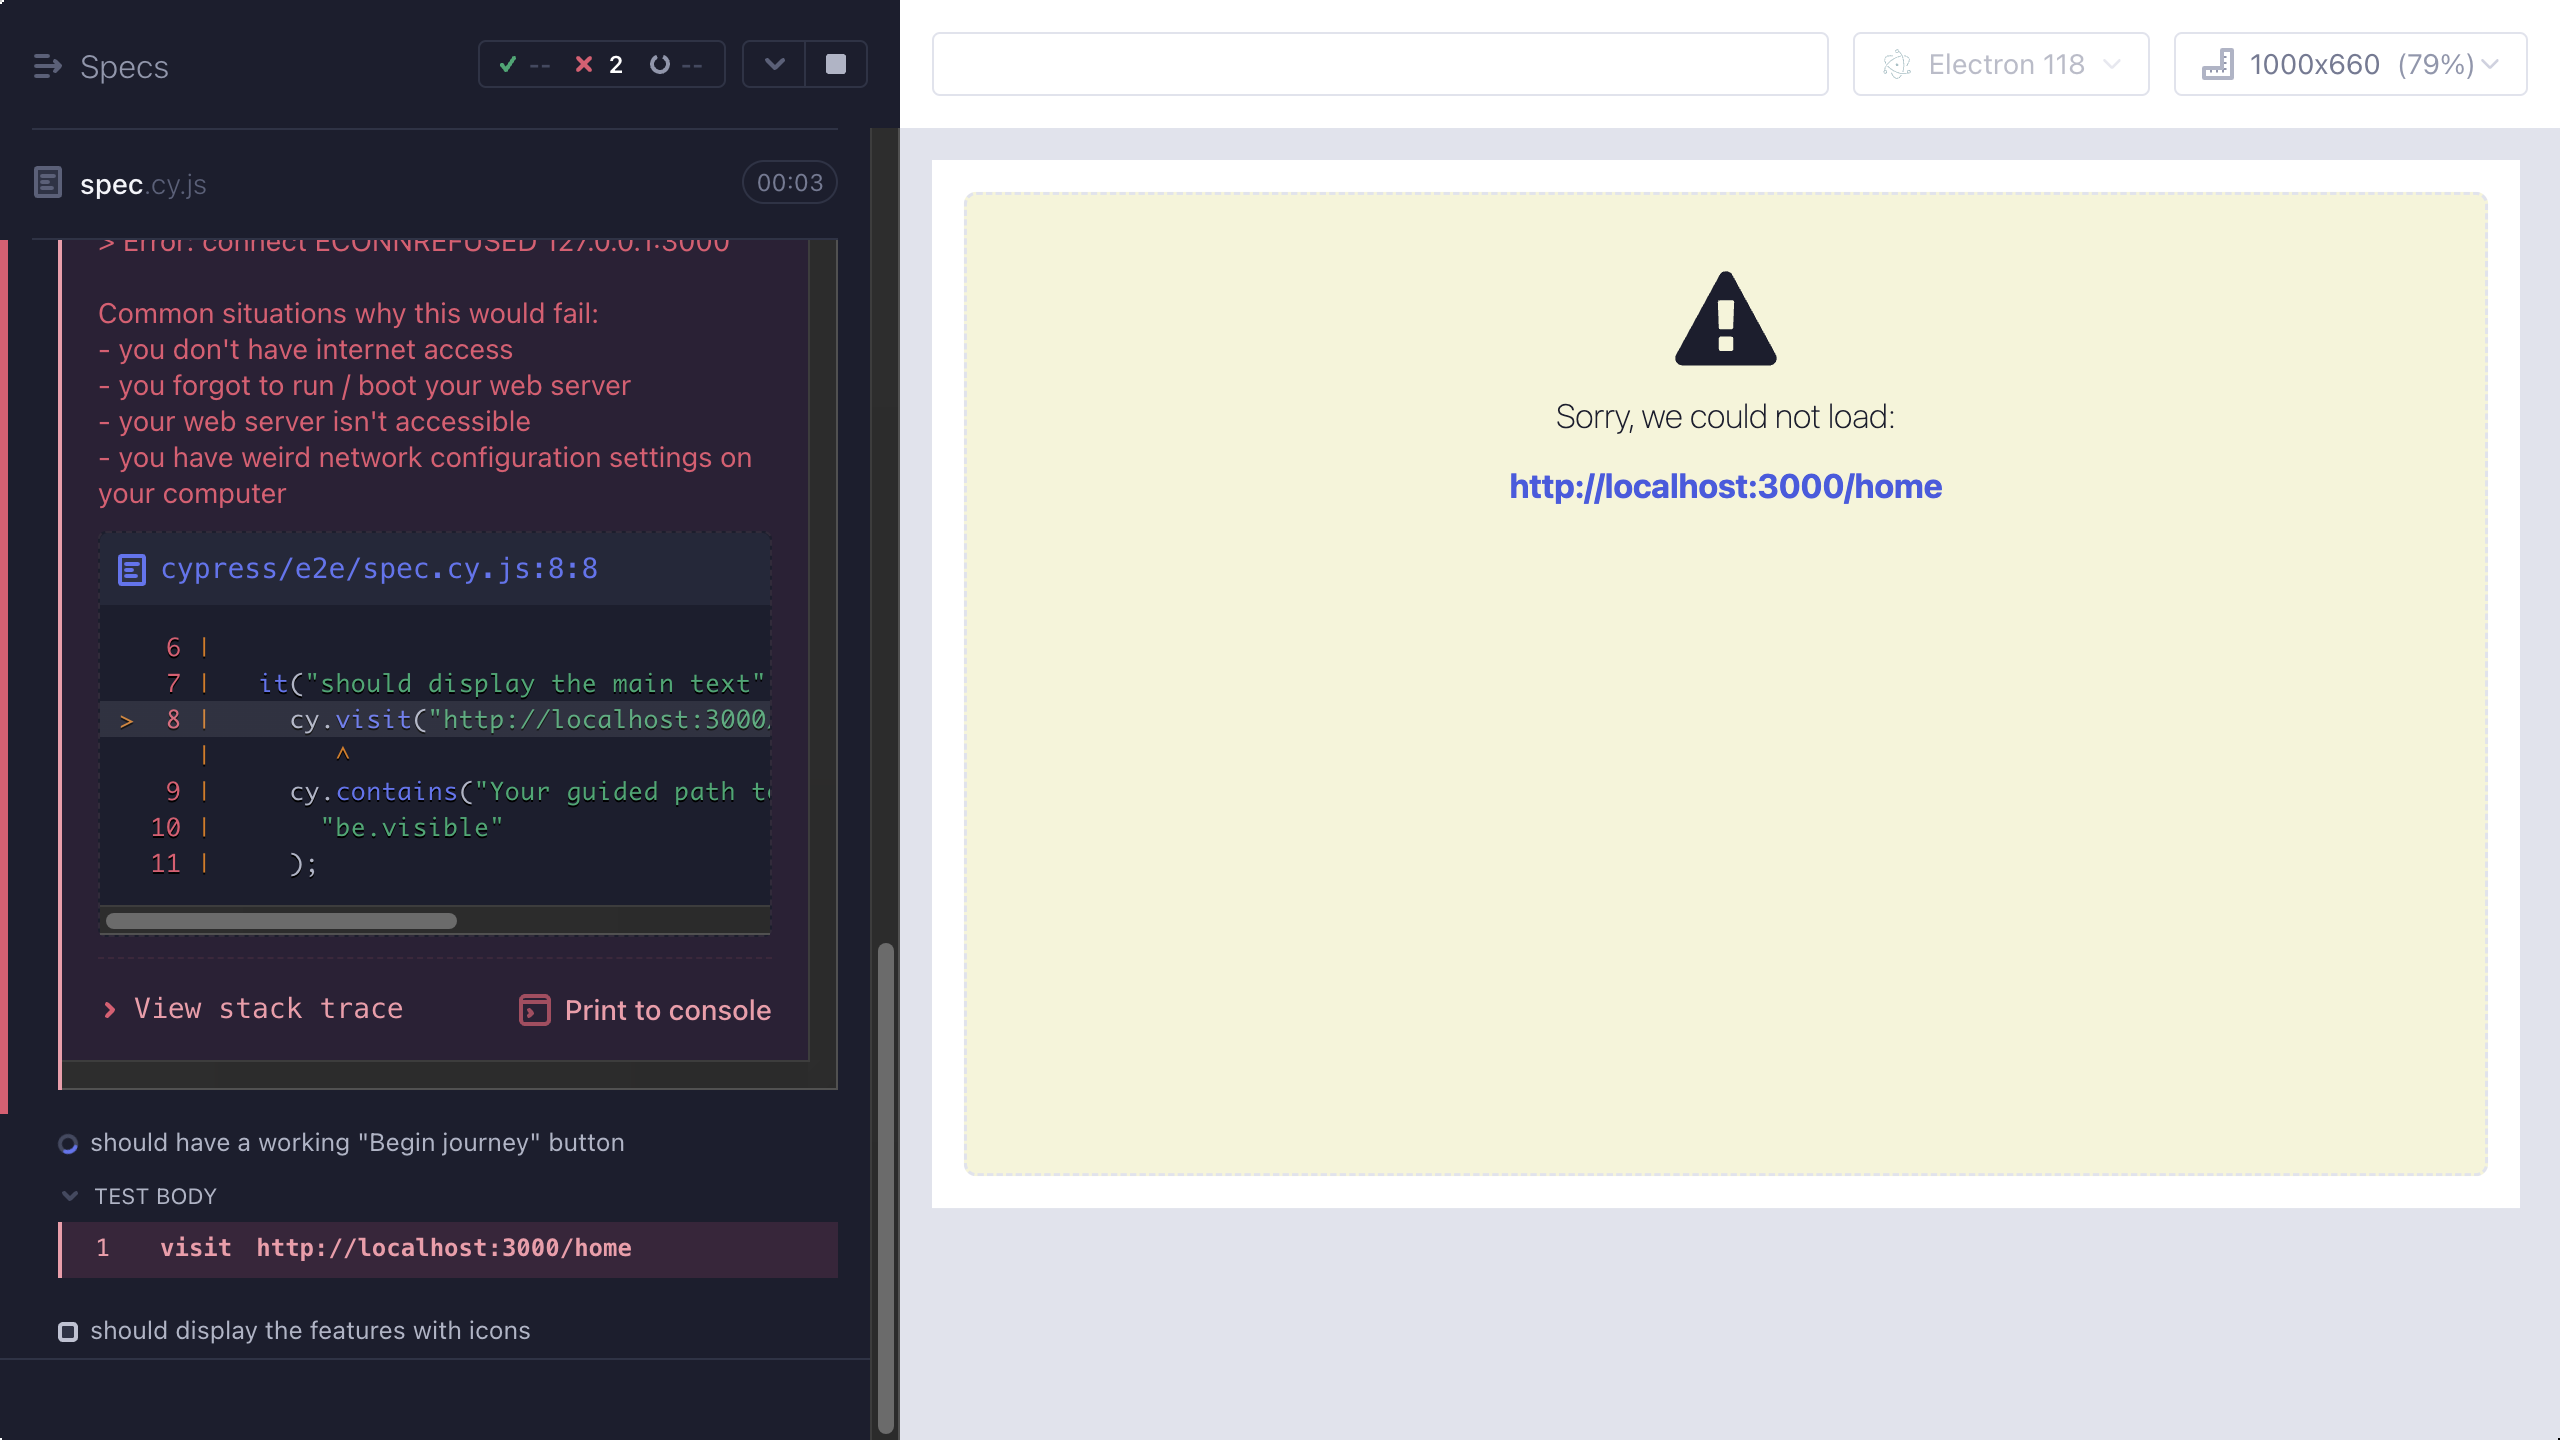 Specs
-- 2 --
spec.cy.js
00:03
> Error: connect ECONNREFUSED 127.0.0.1:3000
Common situations why this would fail:
- you don't have internet access
- you forgot to run / boot your web server
- your web server isn't accessible
- you have weird network configuration settings on
your computer
cypress/e2e/spec.cy.js:8:8
6 |
7 | it("should display the main text"
> 8 | cy.visit("http://localhost:3000/
| ^
9 | cy.contains("Your guided path to
10 | "be.visible"
11 | );
View stack trace
Print to console
should have a working "Begin journey" button
TEST BODY
1 visit http://localhost:3000/home
should display the features with icons
Electron 118
1000x660 (79%)
Sorry, we could not load:
http://localhost:3000/home